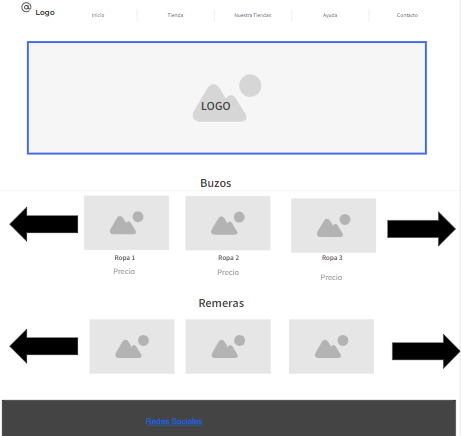 Logo
Inicio
Tienda
Nuestra Tiendas
Ayuda
Contacto
LOGO
Buzos
Ropa 1
Ropa 2
Ropa 3
Precio
Precio
Precio
Remeras
Redes Sociales